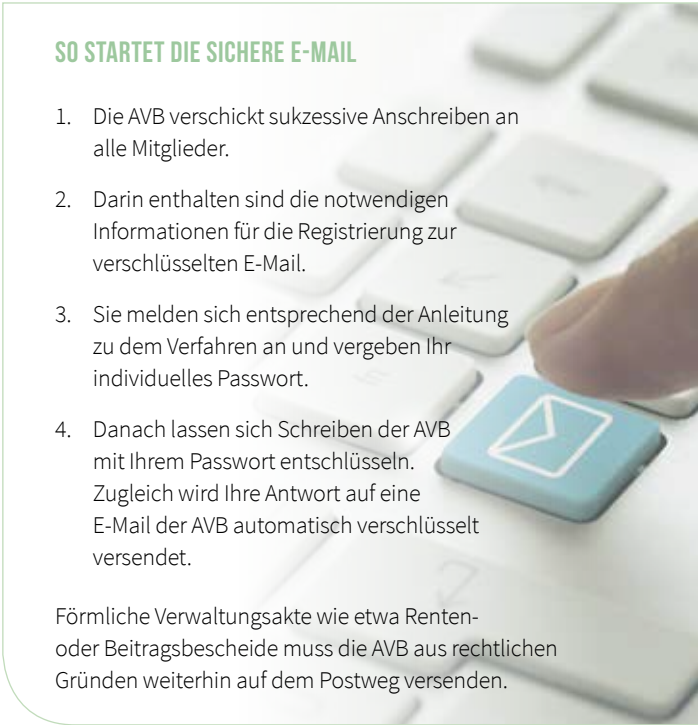 SO STARTET DIE SICHERE E-MAIL
1. Die AVB verschickt sukzessive Anschreiben an
alle Mitglieder.
2. Darin enthalten sind die notwendigen
Informationen für die Registrierung zur
verschlüsselten E-Mail.
3. Sie melden sich entsprechend der Anleitung
zu dem Verfahren an und vergeben Ihr
individuelles Passwort.
4. Danach lassen sich Schreiben der AVB
mit Ihrem Passwort entschlüsseln.
Zugleich wird Ihre Antwort auf eine
E-Mail der AVB automatisch verschlüsselt
versendet.
Förmliche Verwaltungsakte wie etwa Renten-
oder Beitragsbescheide muss die AVB aus rechtlichen
Gründen weiterhin auf dem Postweg versenden.